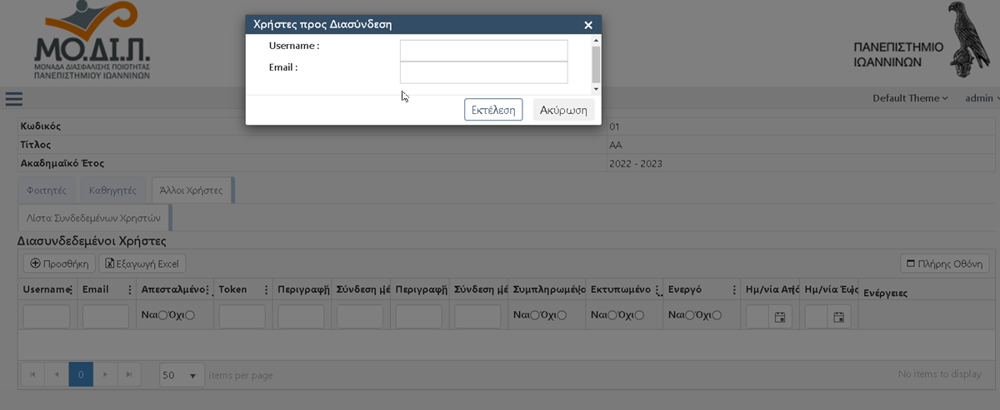 Χρήστες προς Διασύνδεση
Username :
Email :
Εκτέλεση Ακύρωση
ΜΟ.ΔΙ.Π.
ΜΟΝΑΔΑ ΔΙΑΣΦΑΛΙΣΗΣ ΠΟΙΟΤΗΤΑΣ
ΠΑΝΕΠΙΣΤΗΜΙΟΥ ΙΩΑΝΝΙΝΩΝ
ΠΑΝΕΠΙΣΤΗΜΙΟ
ΙΩΑΝΝΙΝΩΝ
Default Theme admin
Κωδικός 01
Τίτλος ΑΑ
Ακαδημαϊκό Έτος 2022 - 2023
Φοιτητές Καθηγητές Άλλοι Χρήστες
Λίστα Συνδεδεμένων Χρηστών
Διασυνδεδεμένοι Χρήστες
Προσθήκη Εξαγωγή Excel Πλήρης Οθόνη
Username Email Απεσταλμένο Token Περιγραφή Σύνδεση με Περιγραφή Σύνδεση με Συμπληρωμένο Εκτυπωμένο Ενεργό Ημ/νία Από Ημ/νία Έως Ενέργειες
Ναι Όχι Ναι Όχι Ναι Όχι Ναι Όχι
0 50 items per page No items to display